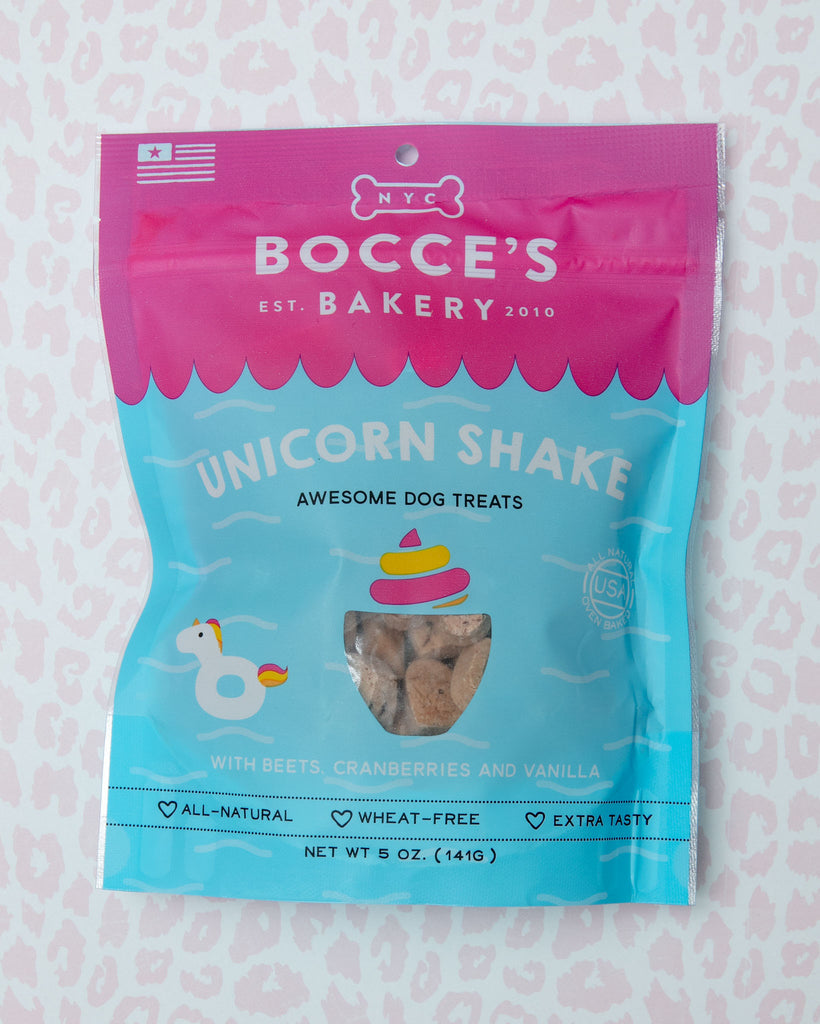 NYC
BOCCE'S
EST. BAKERY 2010
UNICORN SHAKE
AWESOME DOG TREATS
ALL NATURAL
USA
OVEN BAKED
WITH BEETS, CRANBERRIES AND VANILLA
ALL-NATURAL WHEAT-FREE EXTRA TASTY
NET WT 5 OZ. (141G)